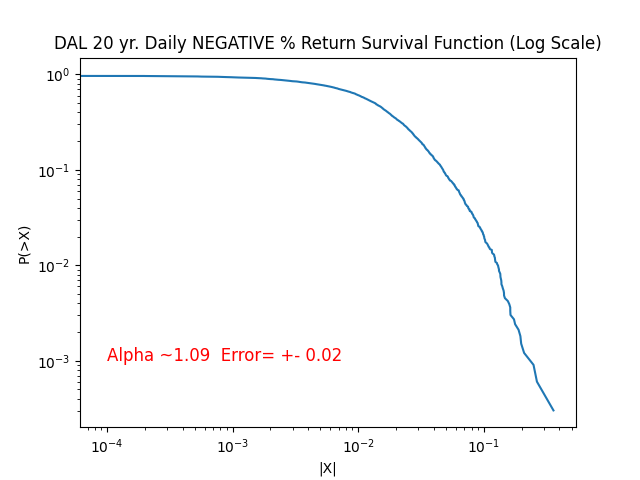 DAL 20 yr. Daily NEGATIVE % Return Survival Function (Log Scale)
10⁰
10⁻¹
10⁻²
10⁻³
P(>X)
Alpha ~1.09  Error= +- 0.02
10⁻⁴ 10⁻³ 10⁻² 10⁻¹
|X|